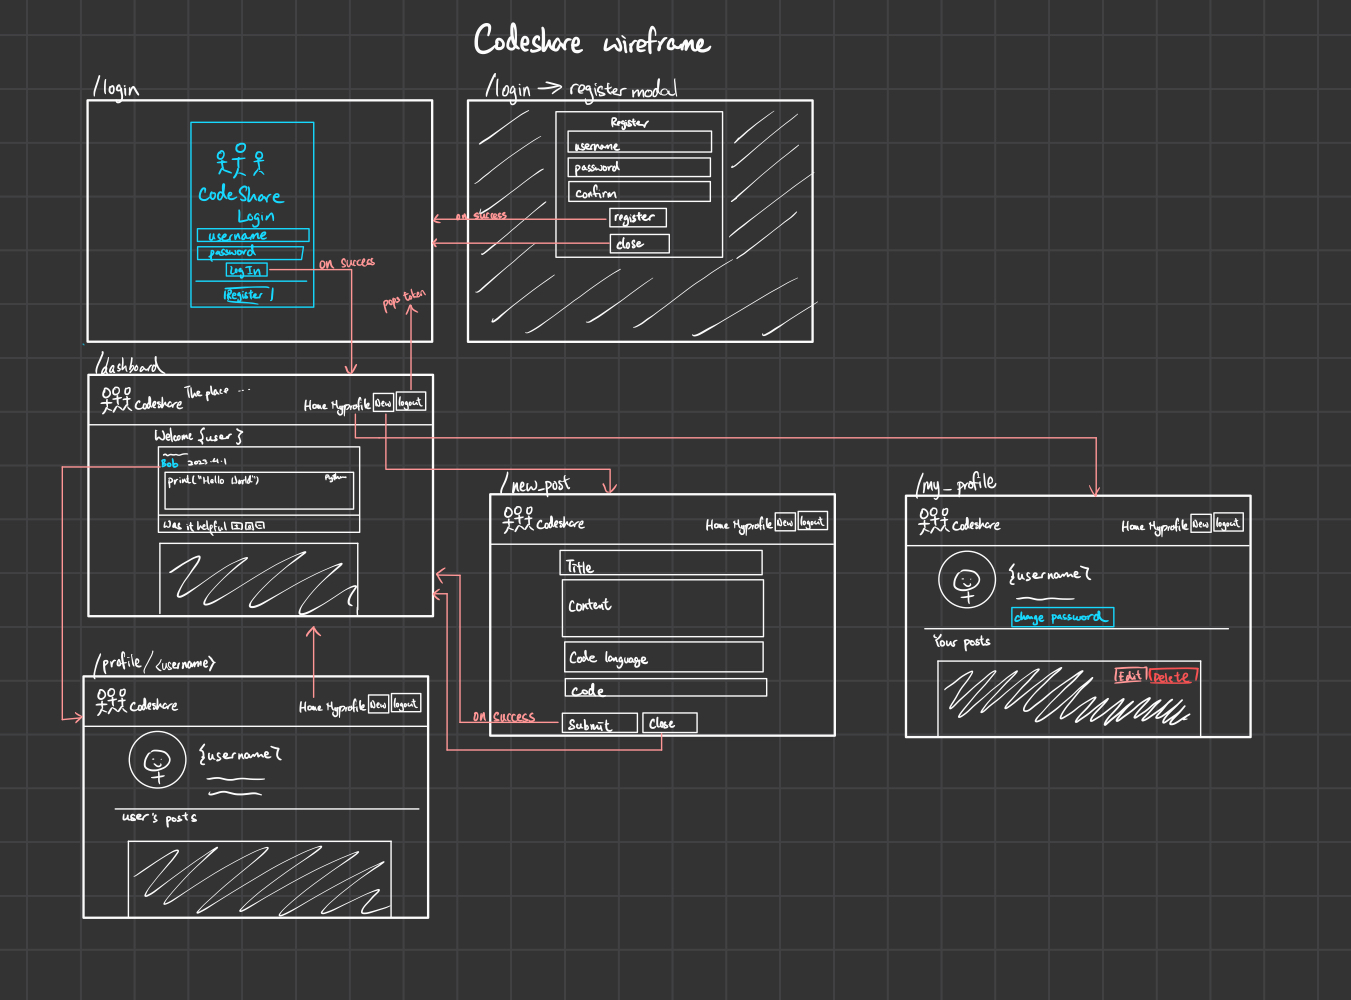 Codeshare wireframe
/login
CodeShare
Login
username
password
Log In
Register
on success
/login → register modal
Register
username
password
confirm
register
close
on success
pops token
/dashboard
Codeshare
The place ...
Home Myprofile New logout
Welcome {user}
Bob 2023.4.1
print("Hello World")
Python
Was it helpful
/new_post
Codeshare
Home Myprofile New logout
Title
Content
Code language
code
Submit
Close
on success
/my_profile
Codeshare
Home Myprofile New logout
{username}
change password
Your posts
Edit
Delete
/profile/<username>
Codeshare
Home Myprofile New logout
{username}
user's posts